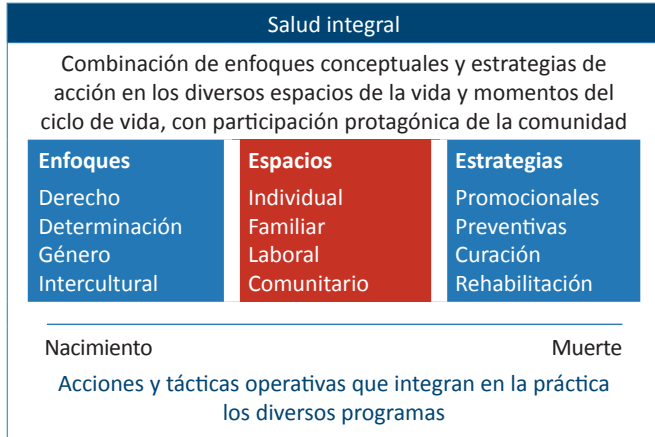 Salud integral
Combinación de enfoques conceptuales y estrategias de
acción en los diversos espacios de la vida y momentos del
ciclo de vida, con participación protagónica de la comunidad
Enfoques
Derecho
Determinación
Género
Intercultural
Espacios
Individual
Familiar
Laboral
Comunitario
Estrategias
Promocionales
Preventivas
Curación
Rehabilitación
Nacimiento
Muerte
Acciones y tácticas operativas que integran en la práctica
los diversos programas